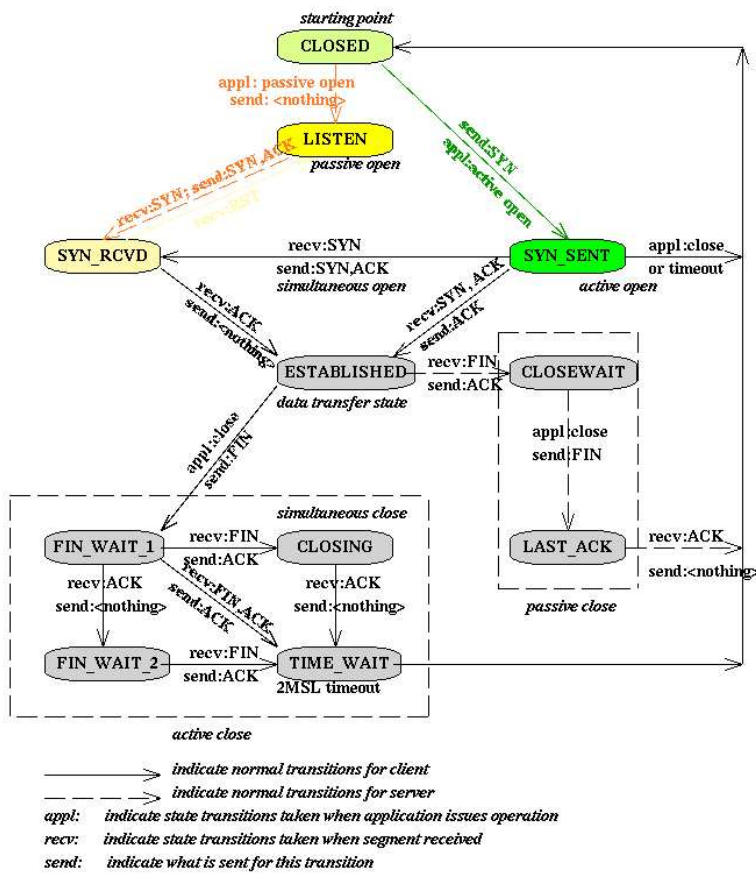 starting point
CLOSED
appl: passive open
send: <nothing>
send:SYN
appl:active open
LISTEN
passive open
recv:SYN; send:SYN,ACK
recv:RST
SYN_RCVD
recv:SYN
send:SYN,ACK
simultaneous open
SYN_SENT
active open
appl:close
or timeout
recv:ACK
send:<nothing>
recv:SYN, ACK
send:ACK
ESTABLISHED
data transfer state
recv:FIN
send:ACK
CLOSEWAIT
appl:close
send:FIN
appl:close
send:FIN
LAST_ACK
recv:ACK
send:<nothing>
passive close
simultaneous close
FIN_WAIT_1
recv:FIN
send:ACK
CLOSING
recv:ACK
send:<nothing>
recv:FIN,ACK
send:ACK
recv:ACK
send:<nothing>
FIN_WAIT_2
recv:FIN
send:ACK
TIME_WAIT
2MSL timeout
active close
indicate normal transitions for client
indicate normal transitions for server
appl: indicate state transitions taken when application issues operation
recv: indicate state transitions taken when segment received
send: indicate what is sent for this transition